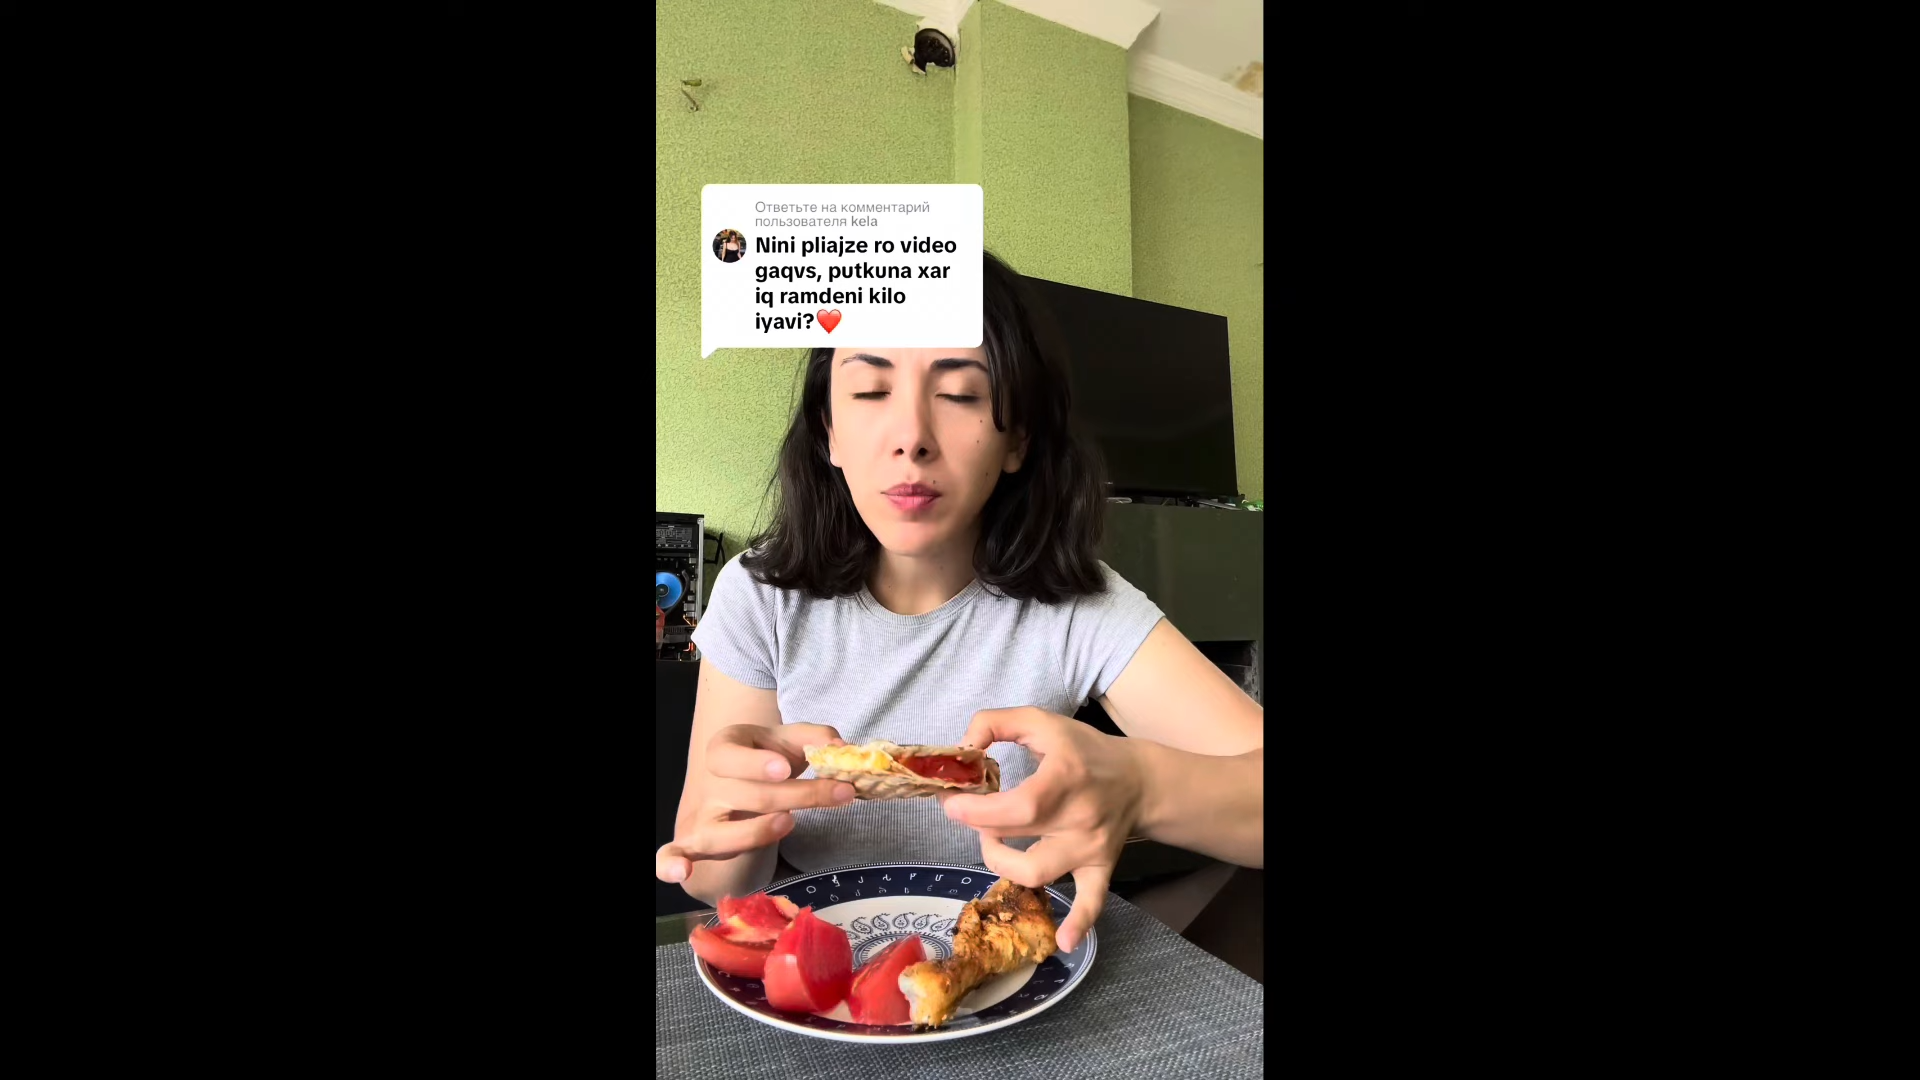 Ответьте на комментарий
пользователя kela
Nini pliajze ro video
gaqvs, putkuna xar
iq ramdeni kilo
iyavi?❤️